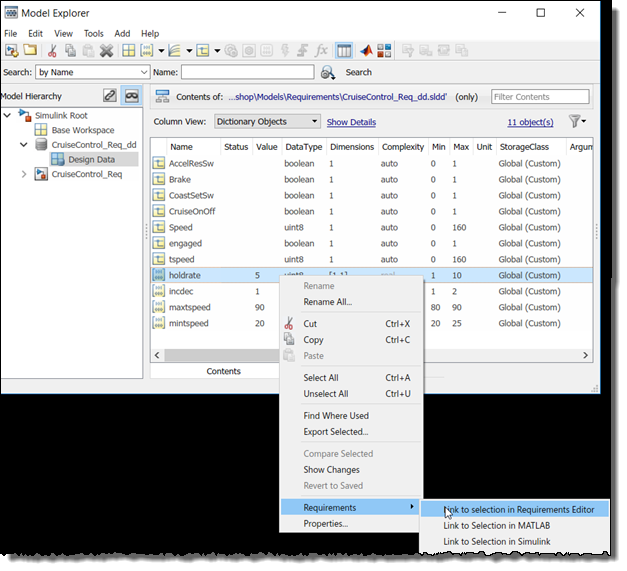 Model Explorer
File Edit View Tools Add Help
Search: by Name Name: Search
Model Hierarchy
Simulink Root
Base Workspace
CruiseControl_Req_dd
Design Data
CruiseControl_Req
Contents of: ...shop\Models\Requirements\CruiseControl_Req_dd.sldd' (only) Filter Contents
Column View: Dictionary Objects Show Details 11 object(s)
Name Status Value DataType Dimensions Complexity Min Max Unit StorageClass Argum
AccelResSw boolean 1 auto 0 1 Global (Custom)
Brake boolean 1 auto 0 1 Global (Custom)
CoastSetSw boolean 1 auto 0 1 Global (Custom)
CruiseOnOff boolean 1 auto 0 1 Global (Custom)
Speed uint8 1 auto 0 160 Global (Custom)
engaged boolean 1 auto 0 1 Global (Custom)
tspeed uint8 1 auto 0 160 Global (Custom)
holdrate 5 uint8 [1 1] real 1 10 Global (Custom)
incdec 1 1 2 Global (Custom)
maxtspeed 90 80 90 Global (Custom)
mintspeed 20 20 25 Global (Custom)
Contents
Rename
Rename All...
Cut Ctrl+X
Copy Ctrl+C
Paste
Select All Ctrl+A
Unselect All Ctrl+U
Find Where Used
Export Selected...
Compare Selected
Show Changes
Revert to Saved
Requirements
Properties...
Link to selection in Requirements Editor
Link to Selection in MATLAB
Link to Selection in Simulink